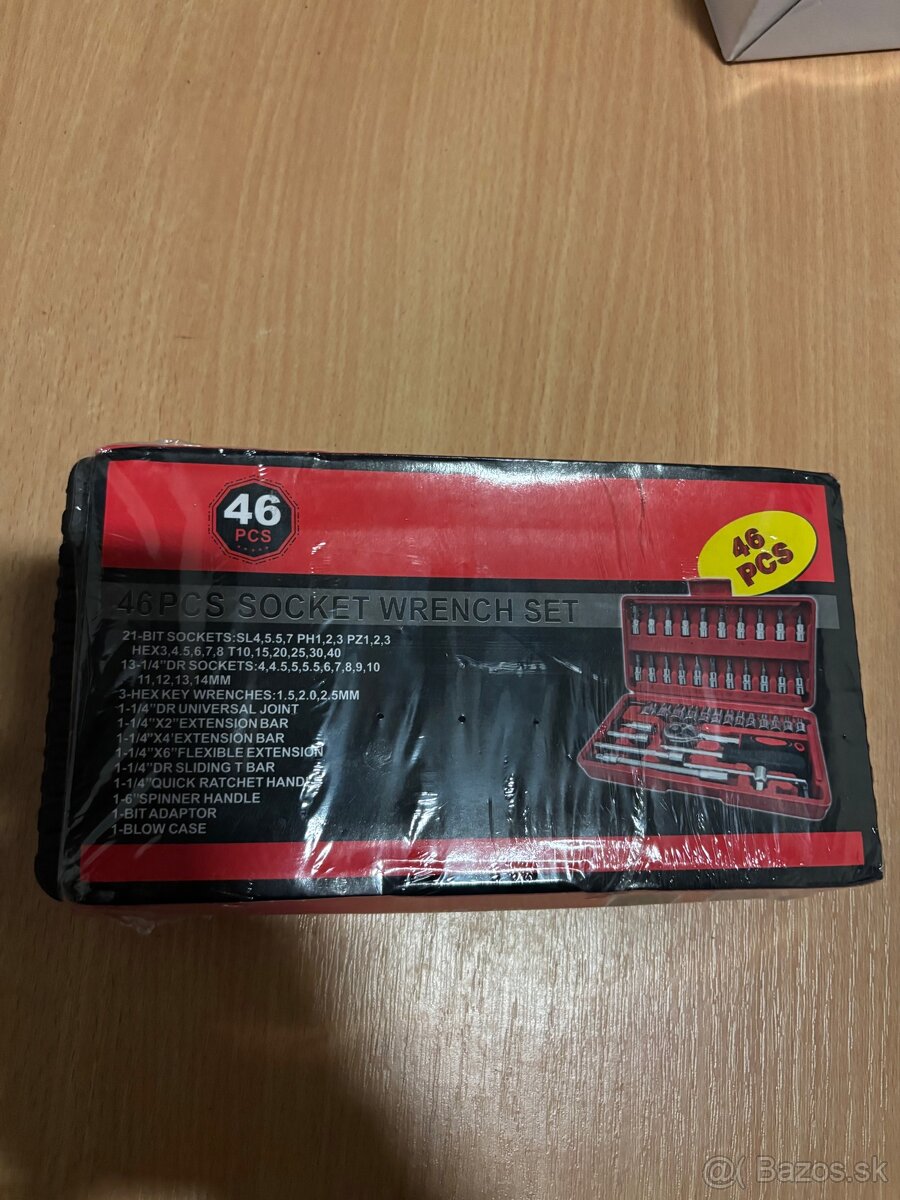 46
PCS
46
PCS
46PCS SOCKET WRENCH SET
21-BIT SOCKETS:SL4,5.5,7 PH1,2,3 PZ1,2,3
HEX3,4.5,6,7,8 T10,15,20,25,30,40
13-1/4"DR SOCKETS:4,4.5,5,5.5,6,7,8,9,10
11,12,13,14MM
3-HEX KEY WRENCHES:1.5,2.0,2.5MM
1-1/4"DR UNIVERSAL JOINT
1-1/4"X2"EXTENSION BAR
1-1/4"X4'EXTENSION BAR
1-1/4"X6"FLEXIBLE EXTENSION
1-1/4"DR SLIDING T BAR
1-1/4"QUICK RATCHET HANDLE
1-6"SPINNER HANDLE
1-BIT ADAPTOR
1-BLOW CASE
@( Bazos.sk